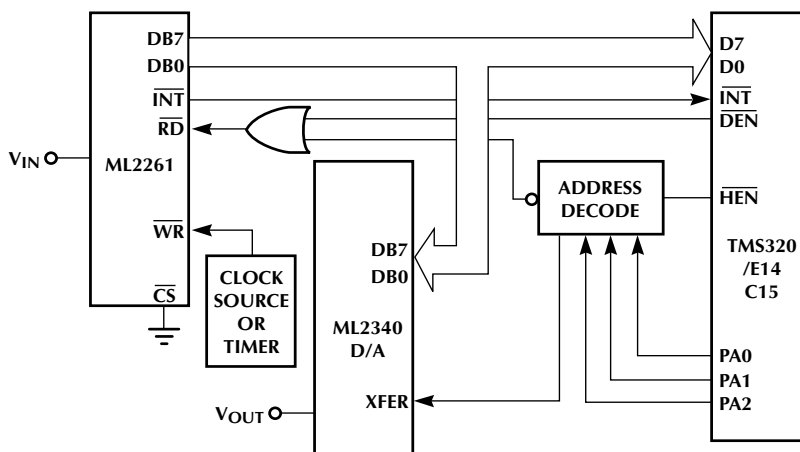 DB7
DB0
INT
RD
VIN
ML2261
WR
CS
CLOCK
SOURCE
OR
TIMER
DB7
DB0
ML2340
D/A
XFER
VOUT
ADDRESS
DECODE
D7
D0
INT
DEN
HEN
TMS320
/E14
C15
PA0
PA1
PA2